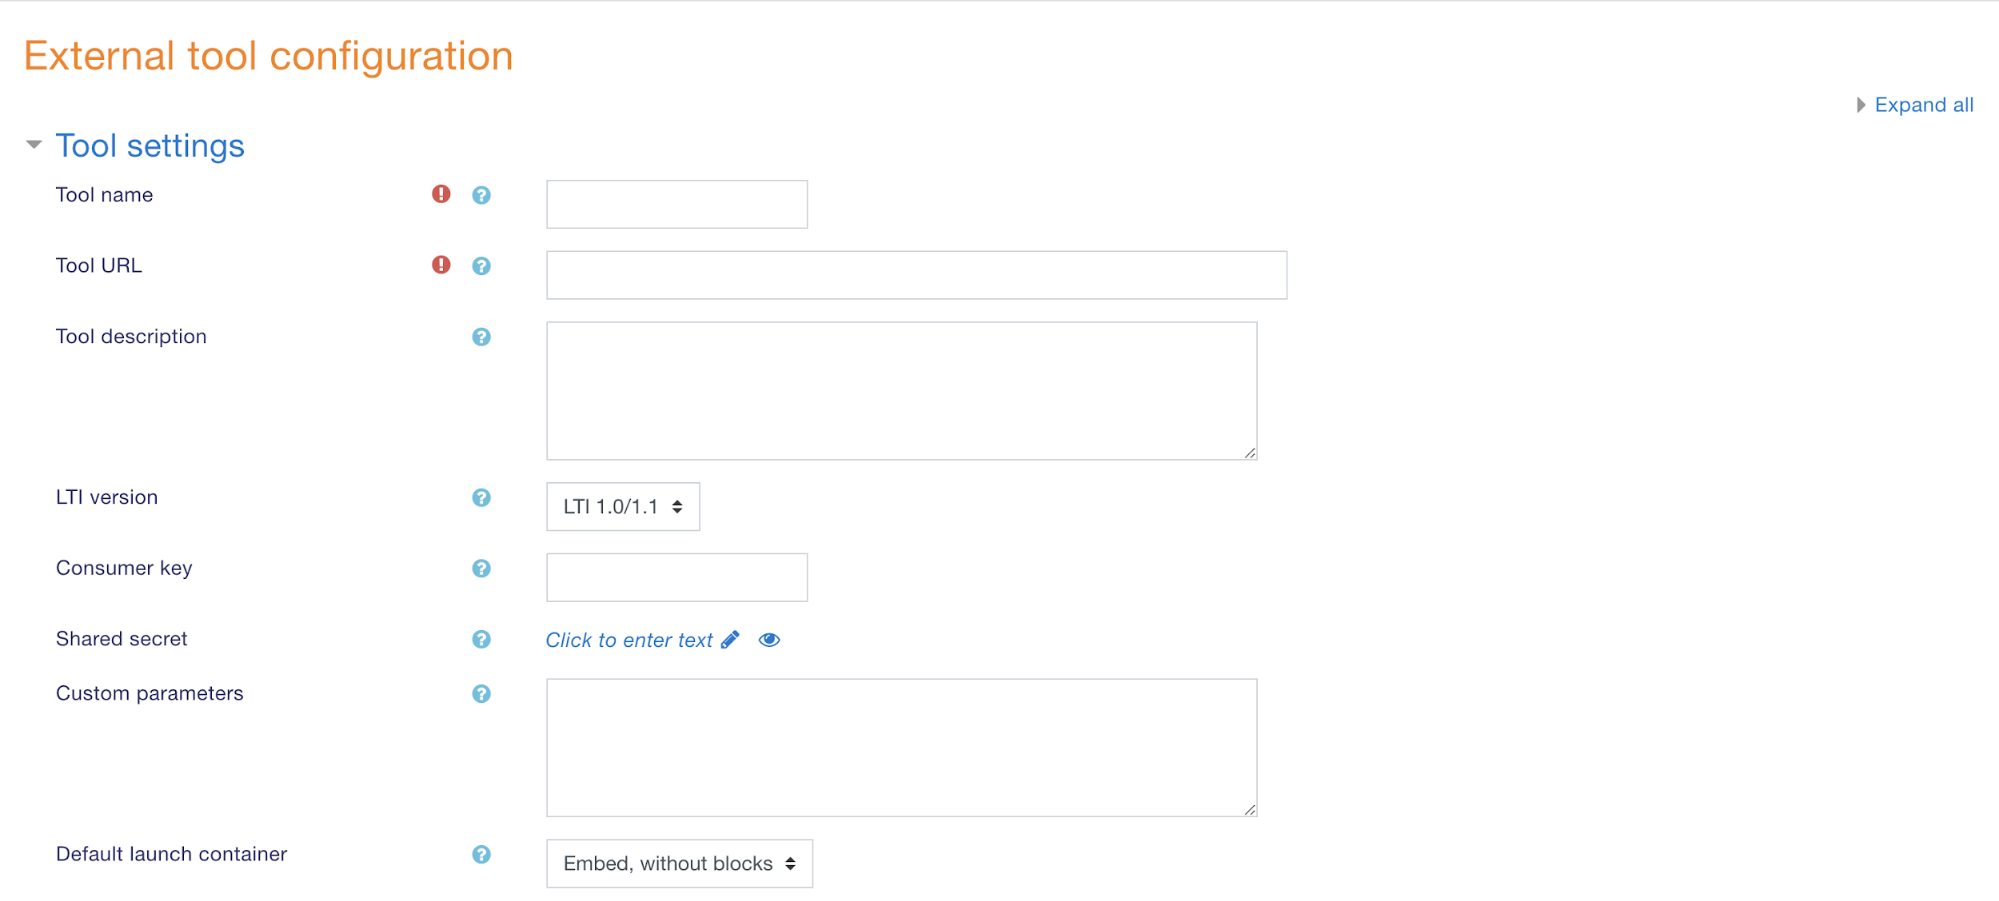 External tool configuration
Expand all
Tool settings
Tool name
Tool URL
Tool description
LTI version
LTI 1.0/1.1
Consumer key
Shared secret
Click to enter text
Custom parameters
Default launch container
Embed, without blocks